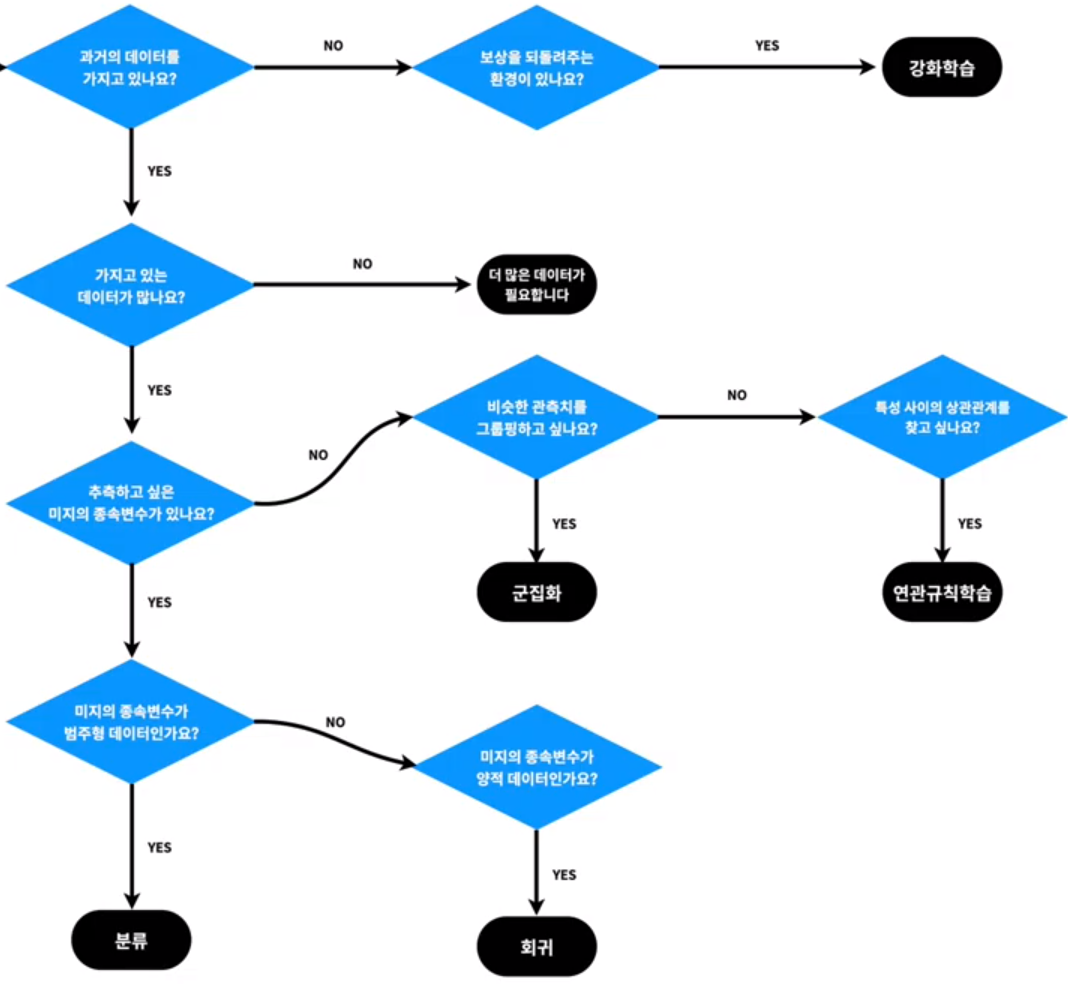 과거의 데이터를
가지고 있나요?
NO
보상을 되돌려주는
환경이 있나요?
YES
강화학습
YES
가지고 있는
데이터가 많나요?
NO
더 많은 데이터가
필요합니다
YES
추측하고 싶은
미지의 종속변수가 있나요?
NO
비슷한 관측치를
그룹핑하고 싶나요?
NO
특성 사이의 상관관계를
찾고 싶나요?
YES
군집화
YES
연관규칙학습
YES
미지의 종속변수가
범주형 데이터인가요?
NO
미지의 종속변수가
양적 데이터인가요?
YES
분류
YES
회귀